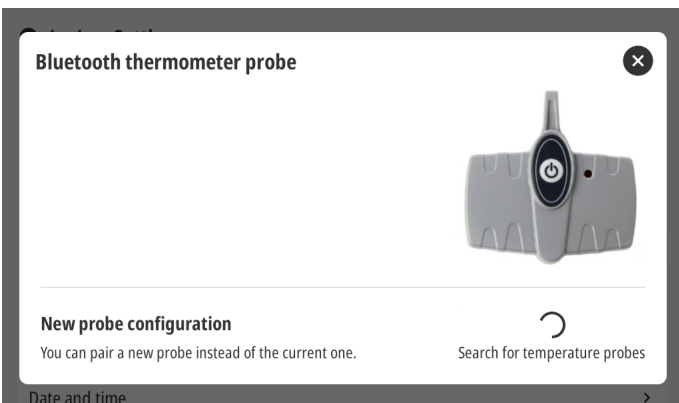 Bluetooth thermometer probe
New probe configuration
You can pair a new probe instead of the current one.
Search for temperature probes
Date and time